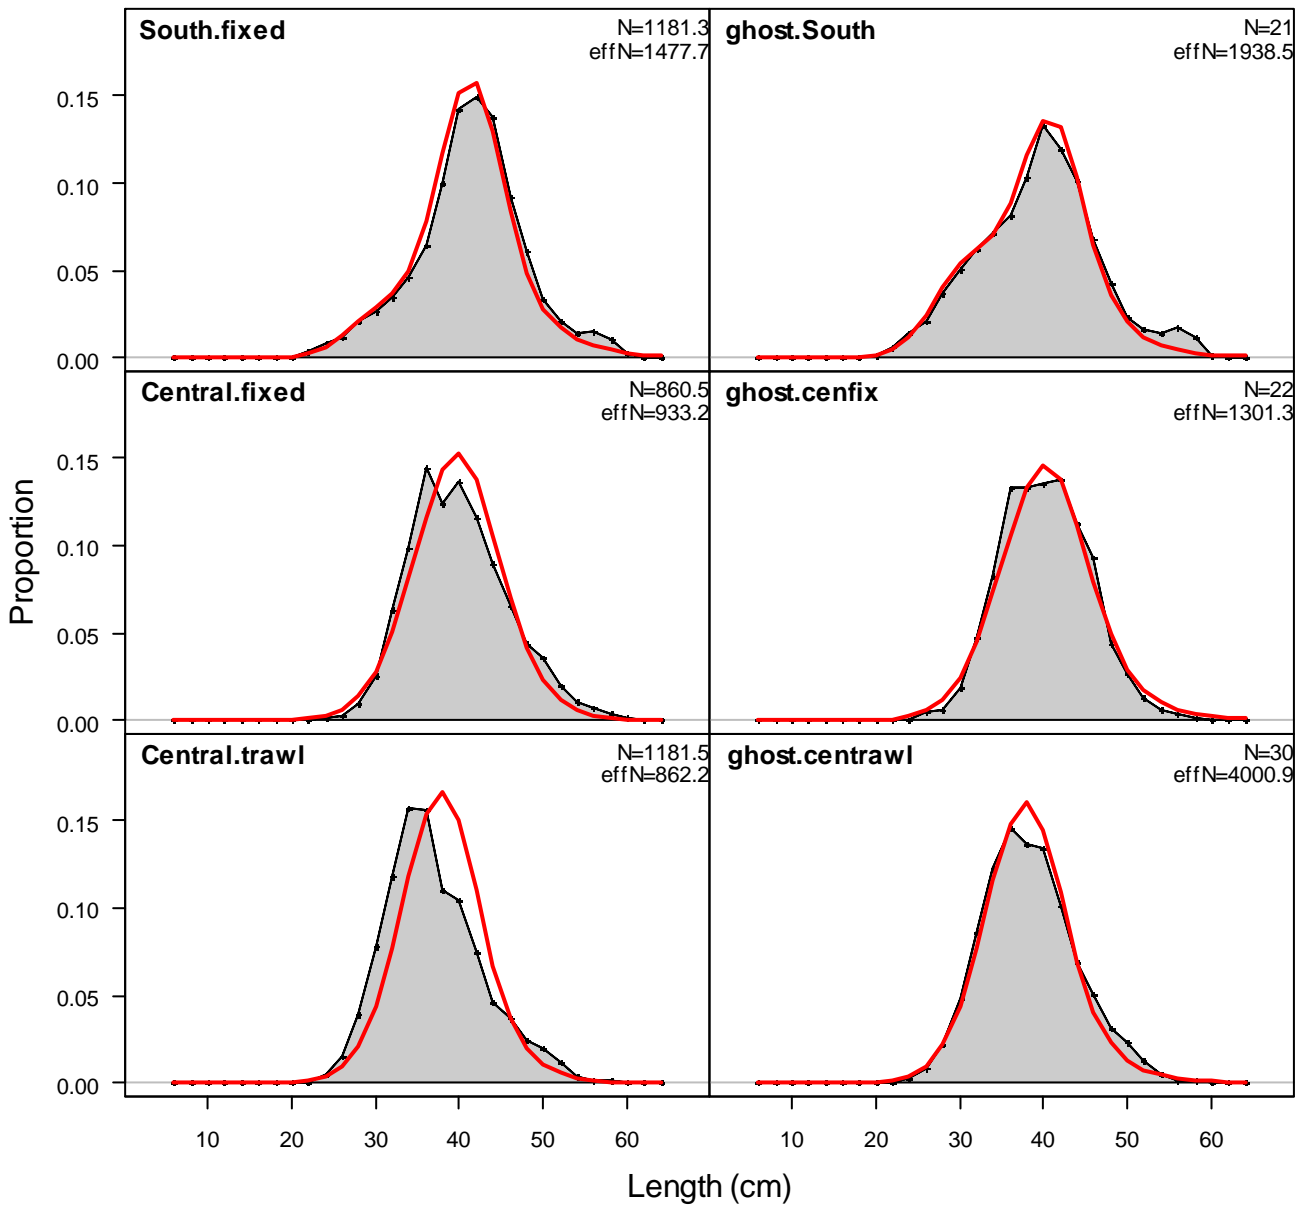 South.fixed
N=1181.3
effN=1477.7
ghost.South
N=21
effN=1938.5
0.15
0.10
0.05
0.00
Central.fixed
N=860.5
effN=933.2
ghost.cenfix
N=22
effN=1301.3
0.15
0.10
0.05
0.00
Proportion
Central.trawl
N=1181.5
effN=862.2
ghost.centrawl
N=30
effN=4000.9
0.15
0.10
0.05
0.00
10 20 30 40 50 60 10 20 30 40 50 60
Length (cm)